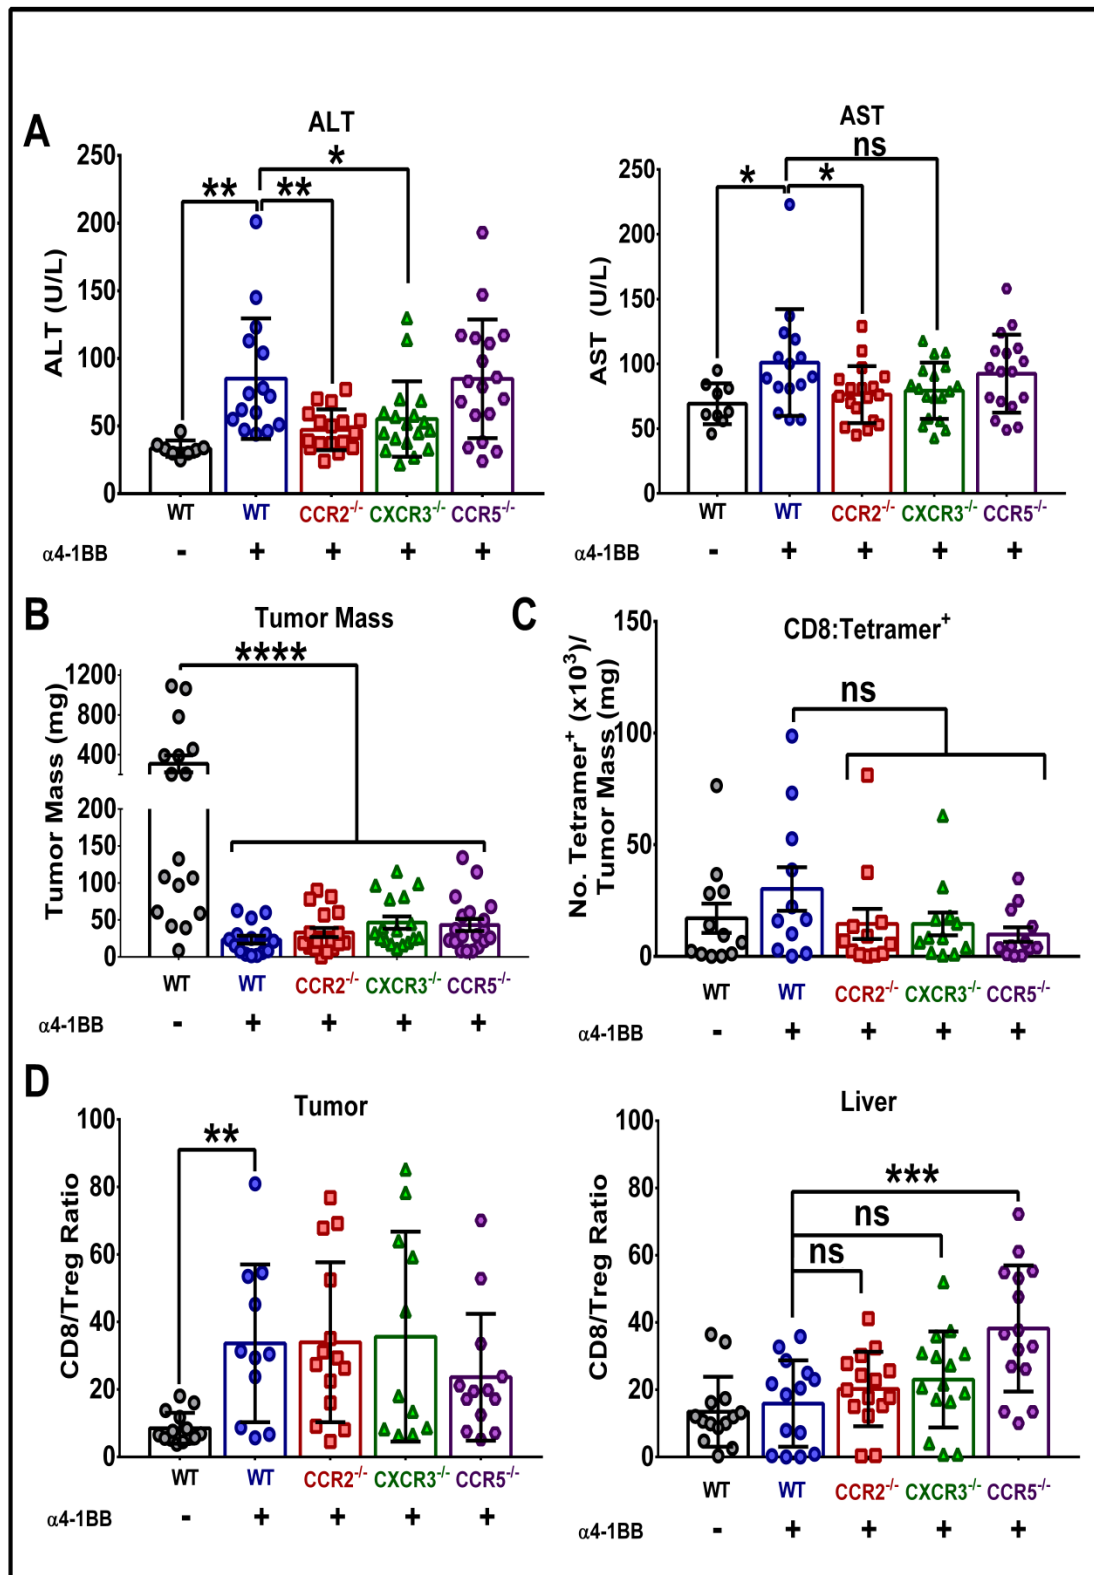 A
ALT
ALT (U/L)
250
200
150
100
50
0
** ** *
WT WT CCR2-/- CXCR3-/- CCR5-/-
α4-1BB - + + + +
AST
AST (U/L)
250
200
150
100
50
0
* * ns
WT WT CCR2-/- CXCR3-/- CCR5-/-
α4-1BB - + + + +
B
Tumor Mass
Tumor Mass (mg)
1200
800
400
200
200
150
100
50
0
****
WT WT CCR2-/- CXCR3-/- CCR5-/-
α4-1BB - + + + +
C
CD8:Tetramer+
No. Tetramer+ (x103)/
Tumor Mass (mg)
150
100
50
0
ns
WT WT CCR2-/- CXCR3-/- CCR5-/-
α4-1BB - + + + +
D
Tumor
CD8/Treg Ratio
100
80
60
40
20
0
**
WT WT CCR2-/- CXCR3-/- CCR5-/-
α4-1BB - + + + +
Liver
CD8/Treg Ratio
100
80
60
40
20
0
***
ns
ns
WT WT CCR2-/- CXCR3-/- CCR5-/-
α4-1BB - + + + +